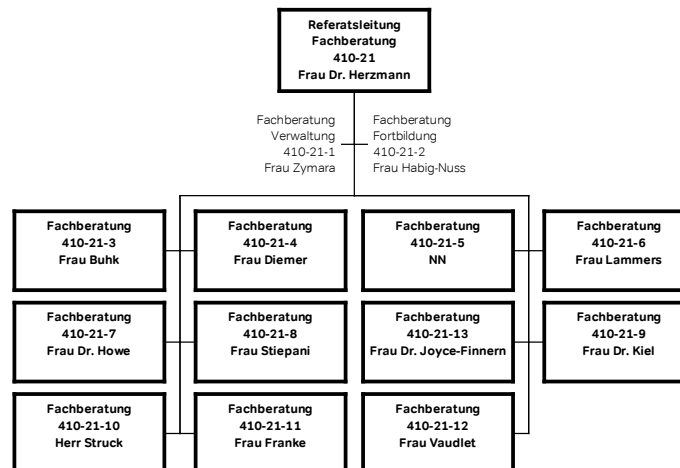 Referatsleitung
Fachberatung
410-21
Frau Dr. Herzmann
Fachberatung
Verwaltung
410-21-1
Frau Zymara
Fachberatung
Fortbildung
410-21-2
Frau Habig-Nuss
Fachberatung
410-21-3
Frau Buhk
Fachberatung
410-21-4
Frau Diemer
Fachberatung
410-21-5
NN
Fachberatung
410-21-6
Frau Lammers
Fachberatung
410-21-7
Frau Dr. Howe
Fachberatung
410-21-8
Frau Stiepani
Fachberatung
410-21-13
Frau Dr. Joyce-Finnern
Fachberatung
410-21-9
Frau Dr. Kiel
Fachberatung
410-21-10
Herr Struck
Fachberatung
410-21-11
Frau Franke
Fachberatung
410-21-12
Frau Vaudlet